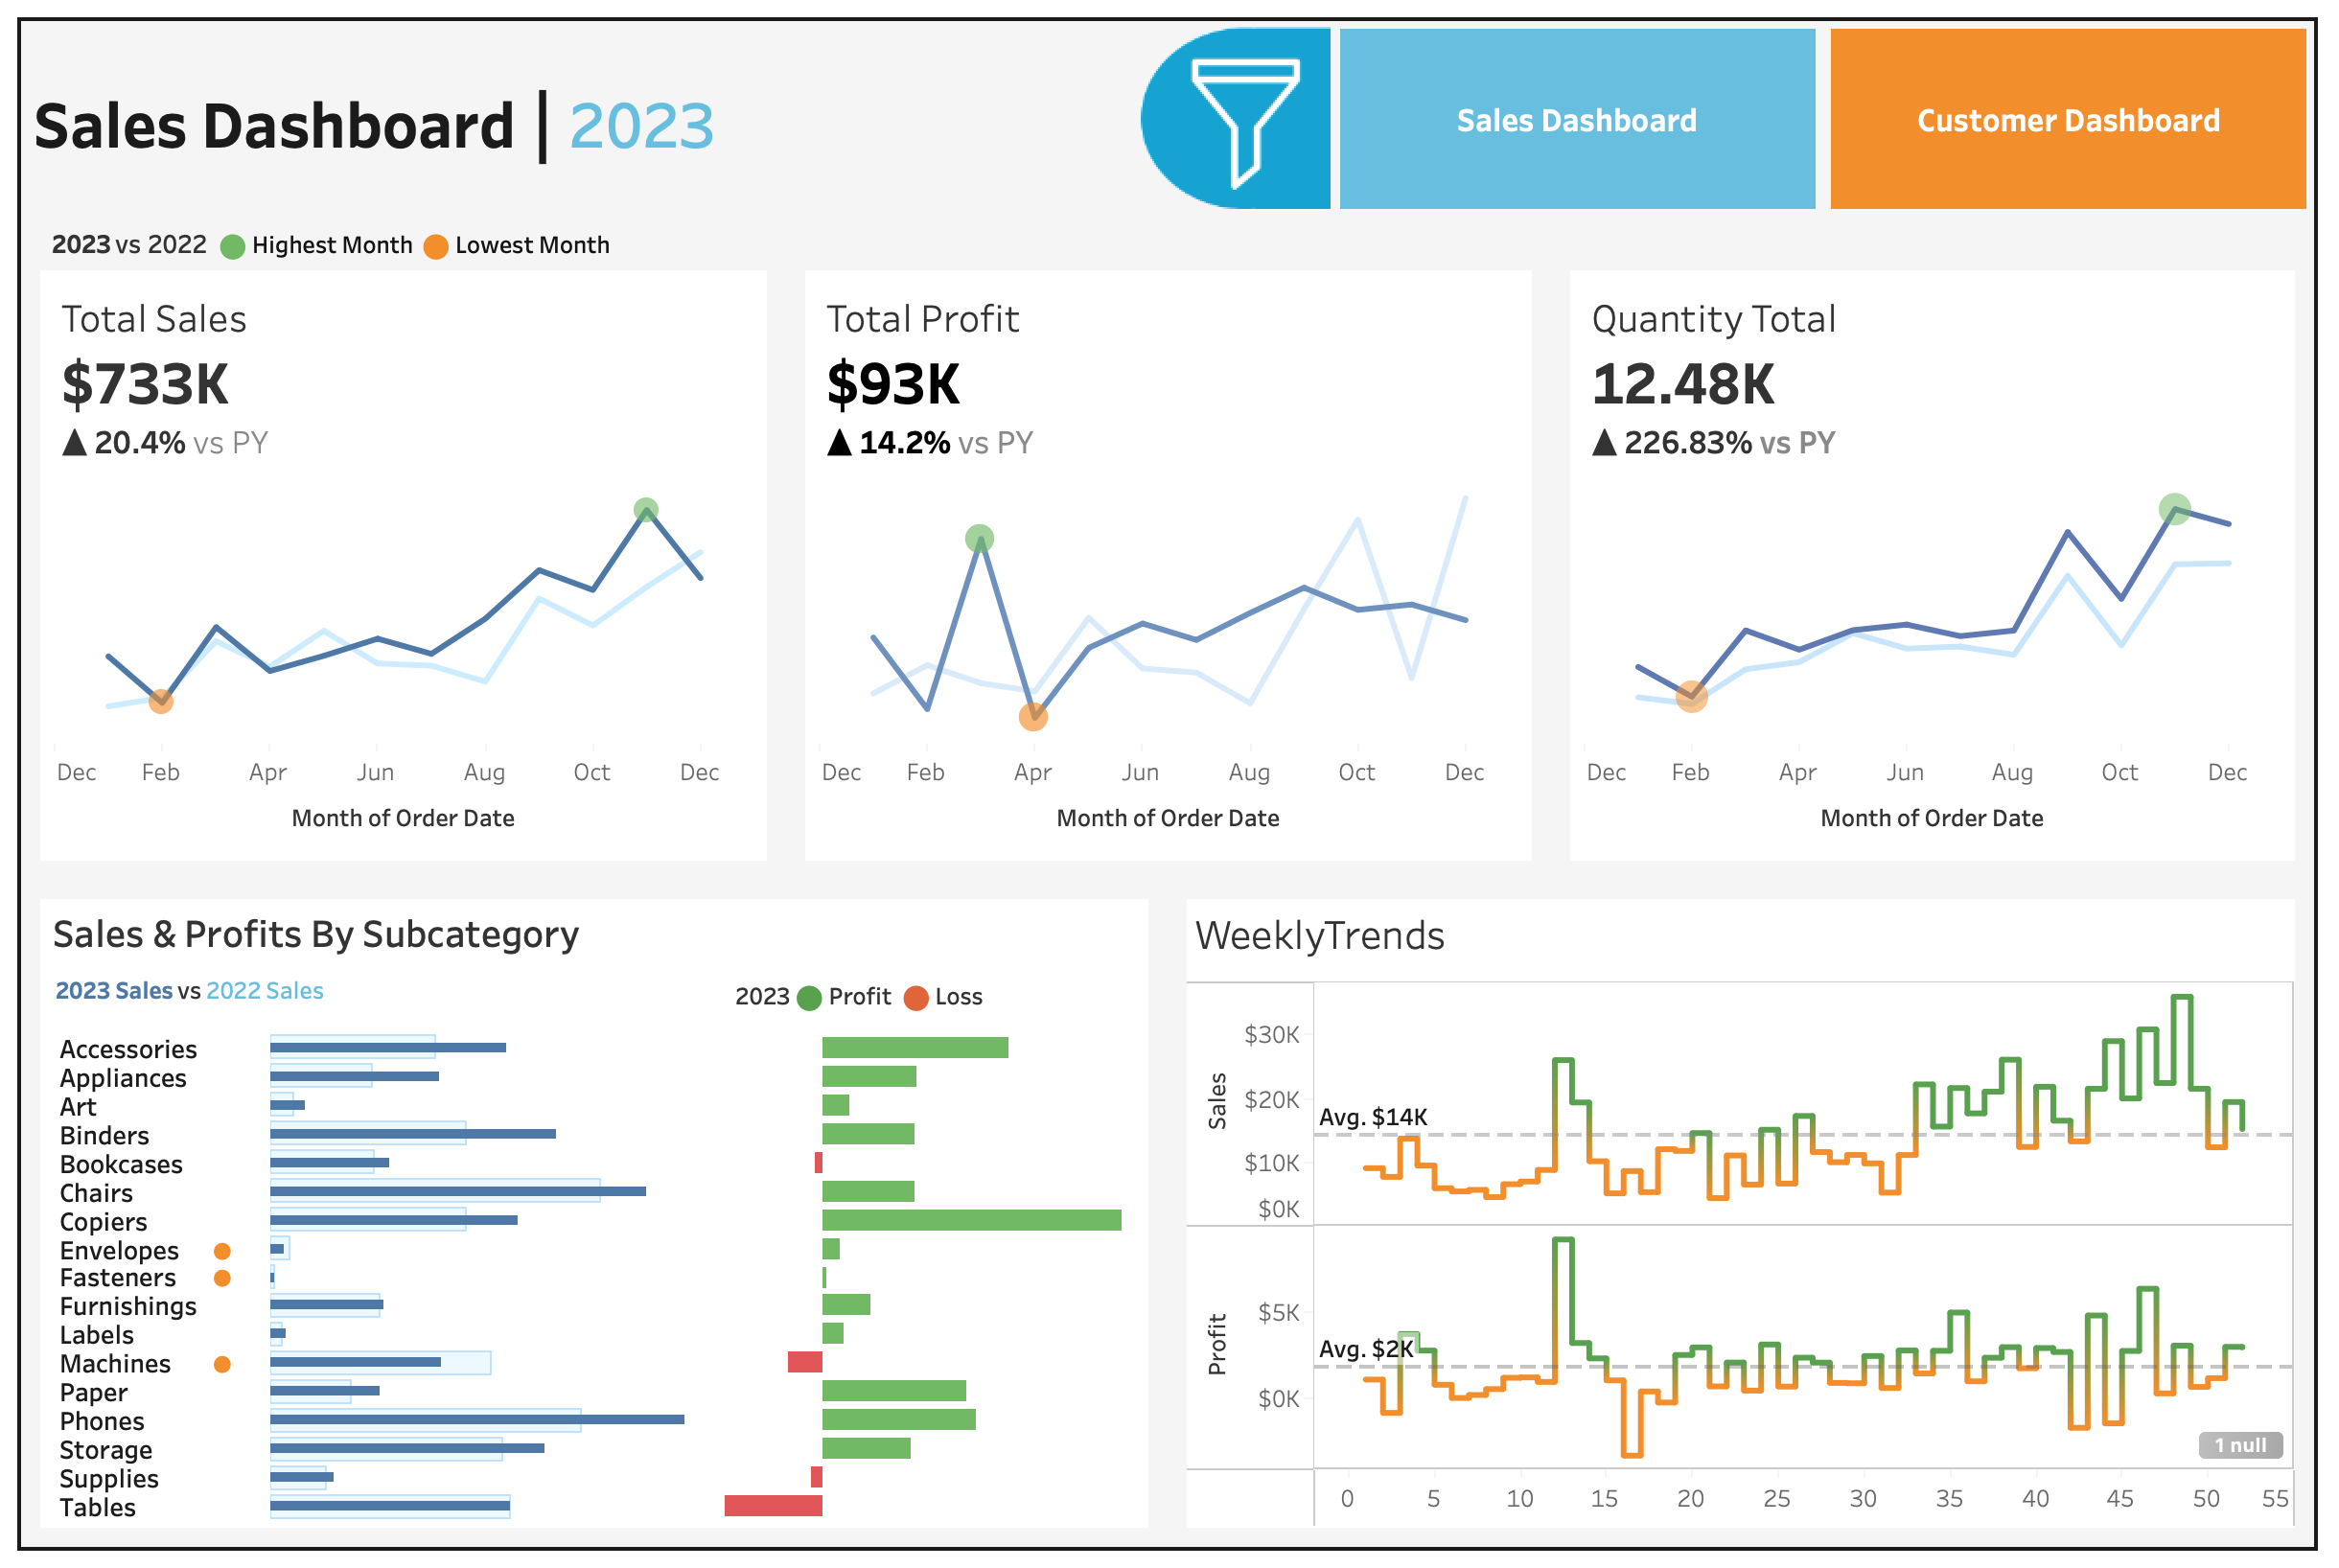 Sales Dashboard | 2023
Sales Dashboard
Customer Dashboard
2023 vs 2022 Highest Month Lowest Month
Total Sales
$733K
▲ 20.4% vs PY
Dec Feb Apr Jun Aug Oct Dec
Month of Order Date
Total Profit
$93K
▲ 14.2% vs PY
Dec Feb Apr Jun Aug Oct Dec
Month of Order Date
Quantity Total
12.48K
▲ 226.83% vs PY
Dec Feb Apr Jun Aug Oct Dec
Month of Order Date
Sales & Profits By Subcategory
2023 Sales vs 2022 Sales
2023 Profit Loss
Accessories
Appliances
Art
Binders
Bookcases
Chairs
Copiers
Envelopes
Fasteners
Furnishings
Labels
Machines
Paper
Phones
Storage
Supplies
Tables
WeeklyTrends
Sales
$30K
$20K
$10K
$0K
Avg. $14K
Profit
$5K
$0K
Avg. $2K
1 null
0 5 10 15 20 25 30 35 40 45 50 55